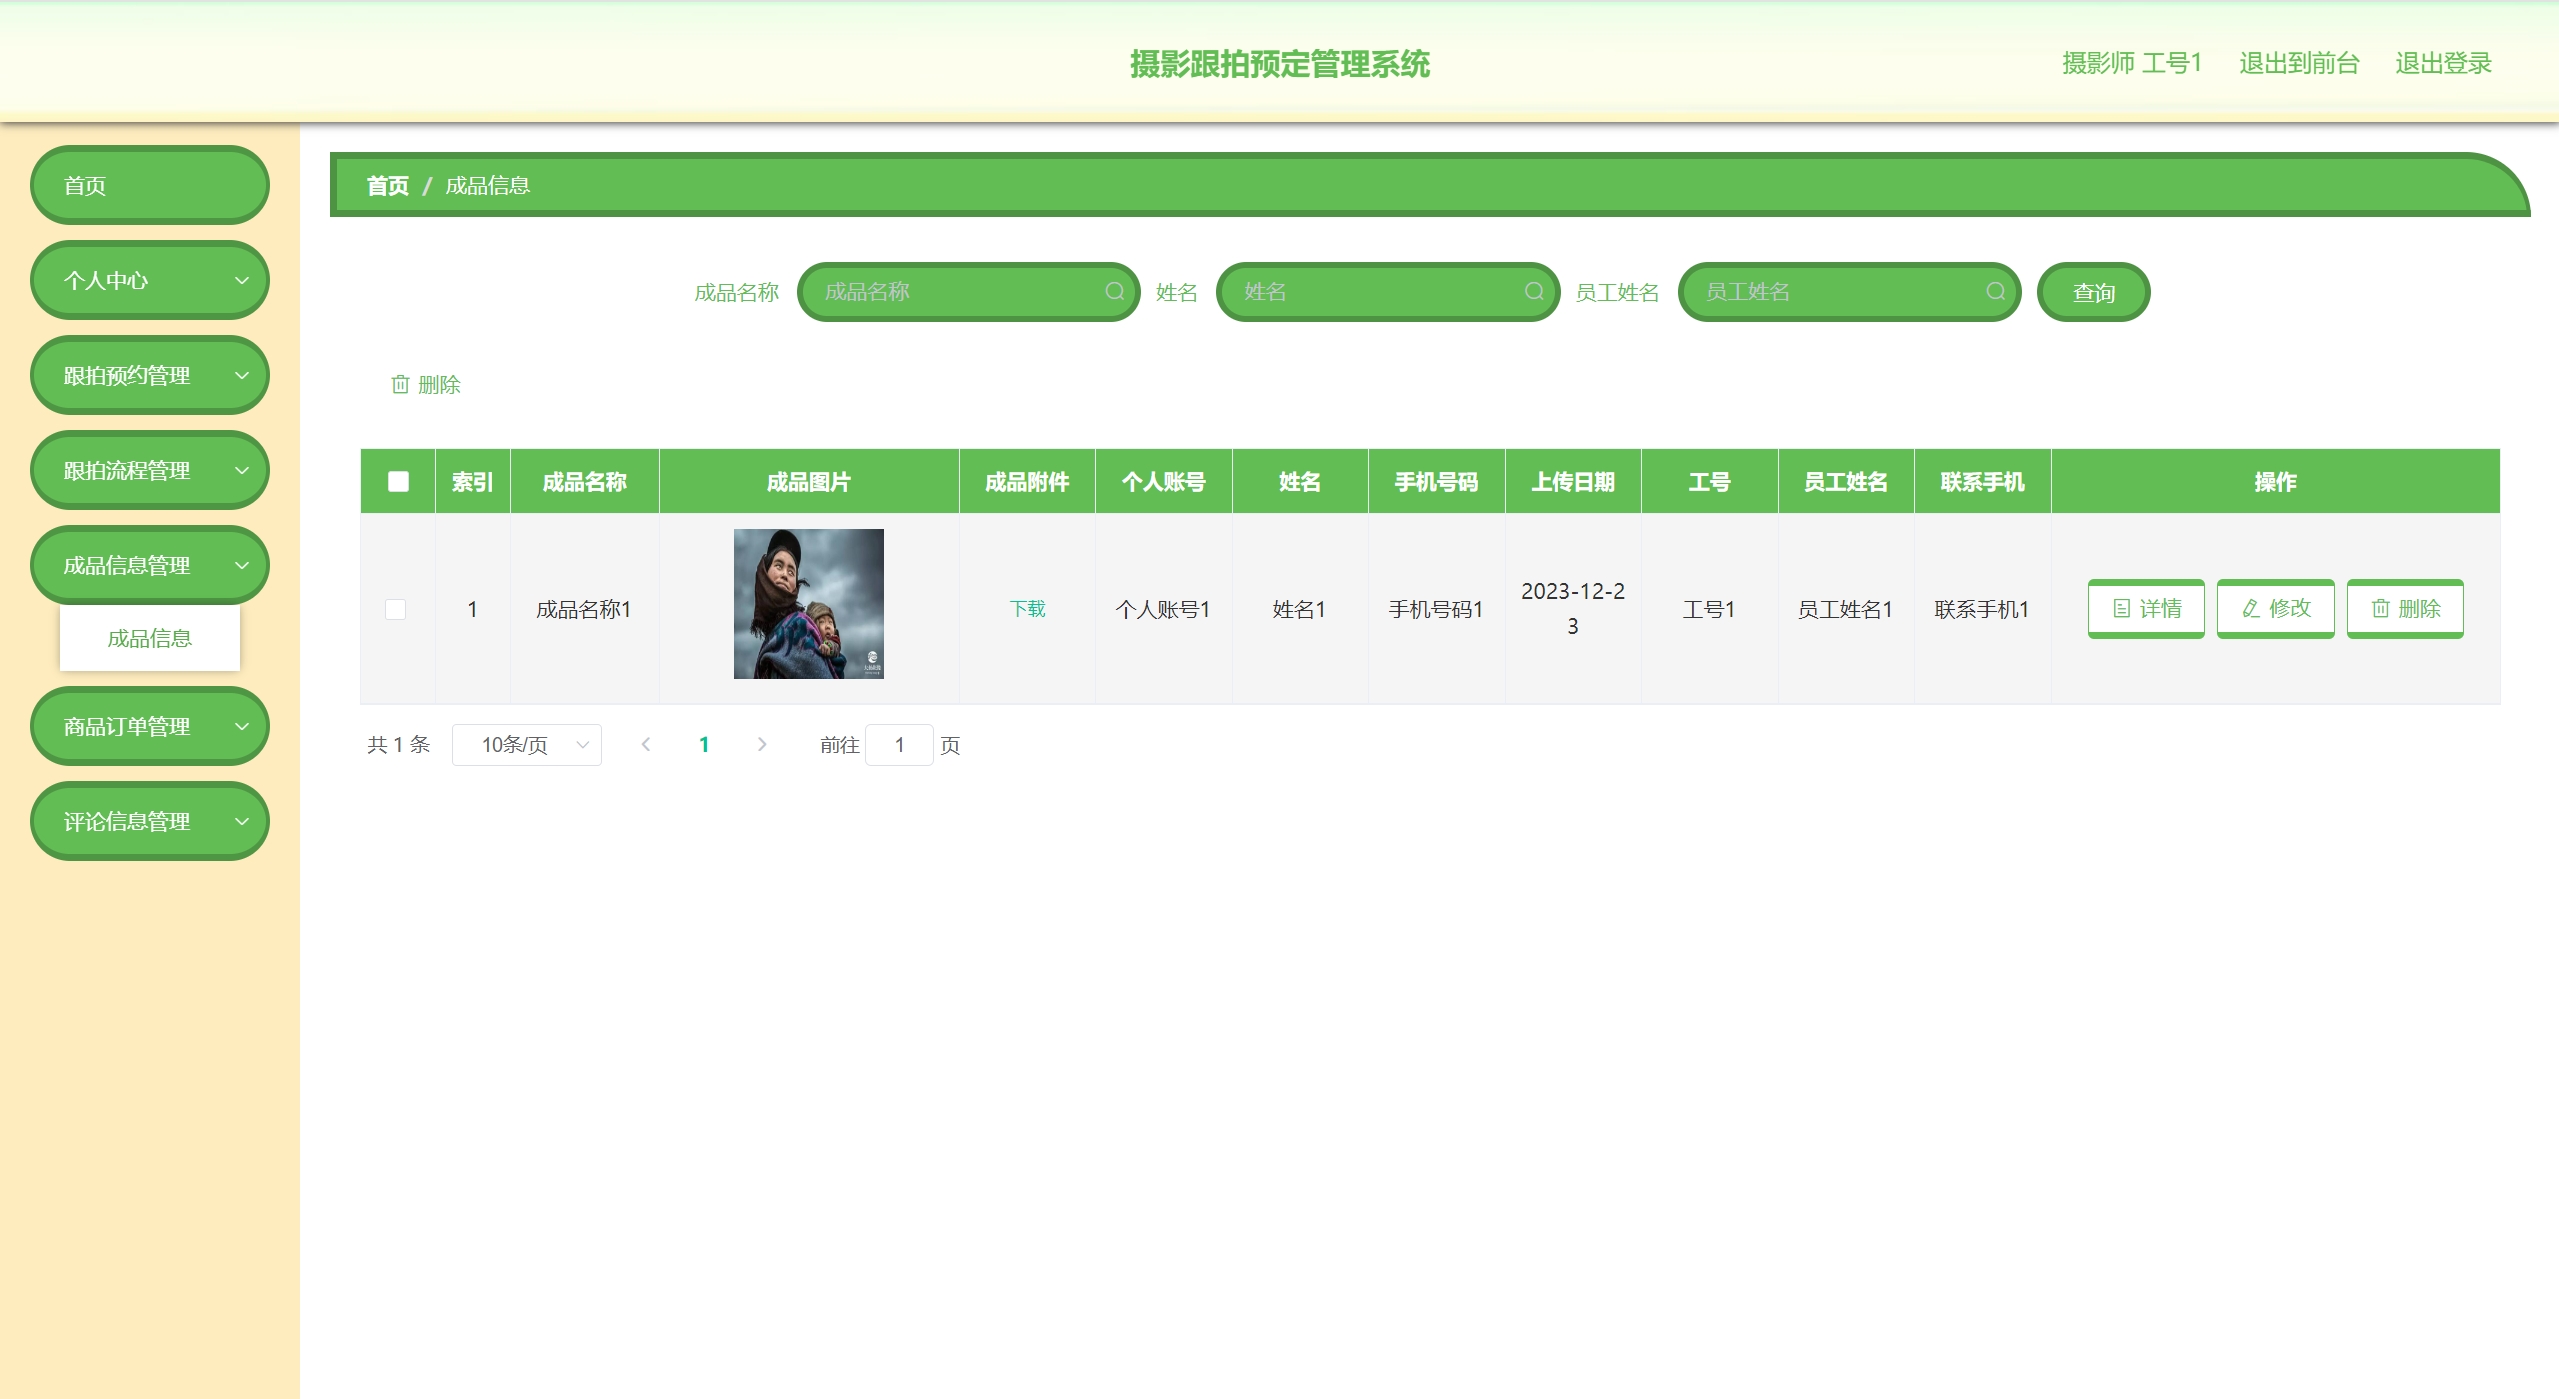 摄影跟拍预定管理系统
摄影师 工号1 退出到前台 退出登录
首页
个人中心
跟拍预约管理
跟拍流程管理
成品信息管理
成品信息
商品订单管理
评论信息管理
首页 / 成品信息
成品名称 成品名称 姓名 姓名 员工姓名 员工姓名 查询
删除
索引 成品名称 成品图片 成品附件 个人账号 姓名 手机号码 上传日期 工号 员工姓名 联系手机 操作
1 成品名称1 下载 个人账号1 姓名1 手机号码1 2023-12-2
3 工号1 员工姓名1 联系手机1 详情 修改 删除
共 1 条 10条/页 1 前往 1 页